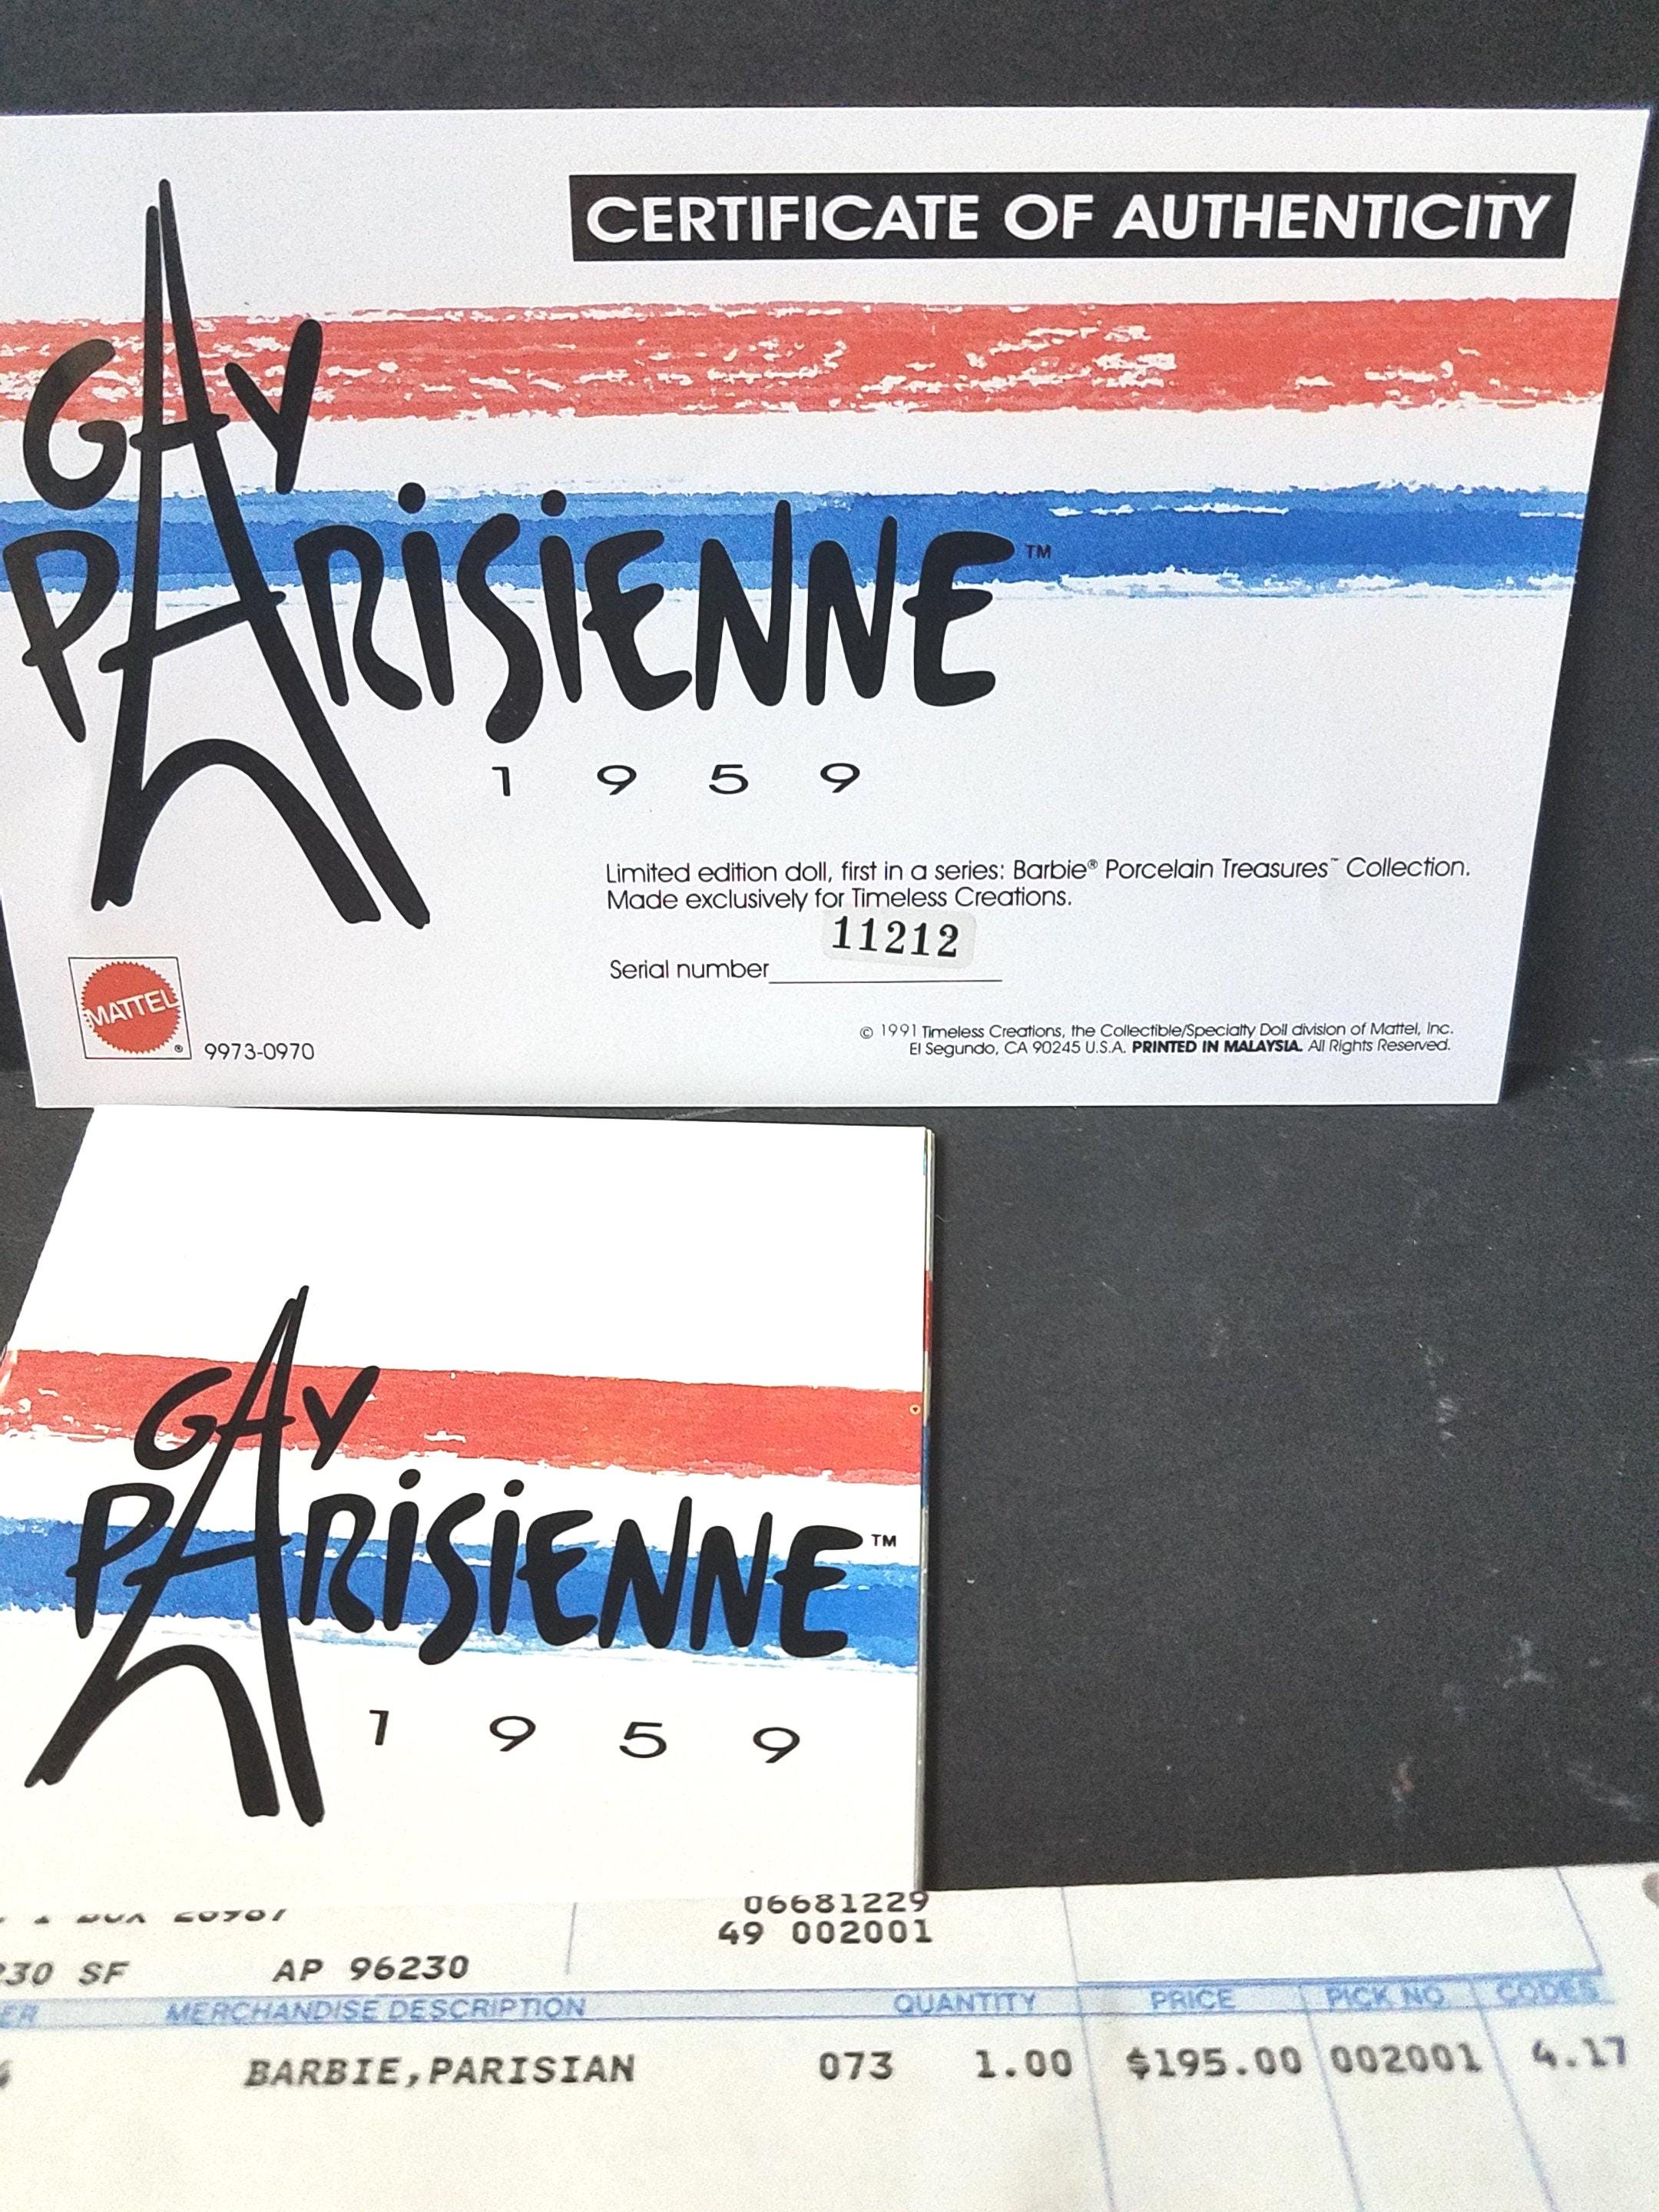 CERTIFICATE OF AUTHENTICITY
GAY
PARISIENNE™
1959
Limited edition doll, first in a series: Barbie® Porcelain Treasures™ Collection.
Made exclusively for Timeless Creations.
11212
Serial number
MATTEL
®
9973-0970
© 1991 Timeless Creations, the Collectible/Specialty Doll division of Mattel, Inc.
El Segundo, CA 90245 U.S.A. PRINTED IN MALAYSIA. All Rights Reserved.
GAY
PARISIENNE™
1959
06681229
49 002001
SF AP 96230
MERCHANDISE DESCRIPTION QUANTITY PRICE PICK NO. CODES
BARBIE,PARISIAN 073 1.00 $195.00 002001 4.17